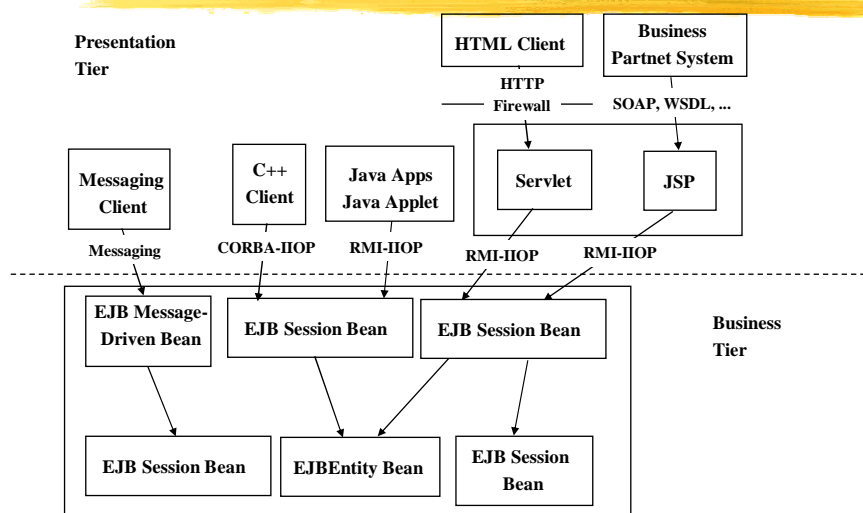 Presentation
Tier
HTML Client
Business
Partnet System
HTTP
Firewall
SOAP, WSDL, ...
Messaging
Client
C++
Client
Java Apps
Java Applet
Servlet
JSP
Messaging
CORBA-IIOP
RMI-IIOP
RMI-IIOP
RMI-IIOP
EJB Message-
Driven Bean
EJB Session Bean
EJB Session Bean
Business
Tier
EJB Session Bean
EJBEntity Bean
EJB Session
Bean